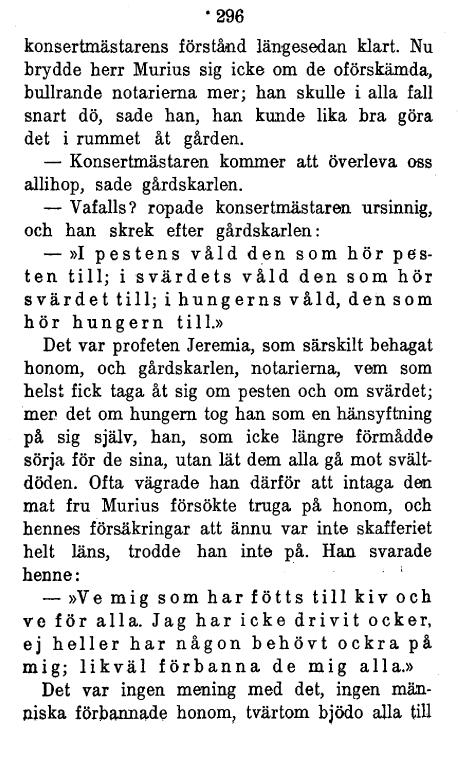 296
konsertmästarens förstånd längesedan klart. Nu
brydde herr Murius sig icke om de oförskämda,
bullrande notarierna mer; han skulle i alla fall
snart dö, sade han, han kunde lika bra göra
det i rummet åt gården.
— Konsertmästaren kommer att överleva oss
allihop, sade gårdskarlen.
— Vafalls? ropade konsertmästaren ursinnig,
och han skrek efter gårdskarlen:
— »I pestens våld den som hör pes-
ten till; i svärdets våld den som hör
svärdet till; i hungerns våld, den som
hör hungern till.»
Det var profeten Jeremia, som särskilt behagat
honom, och gårdskarlen, notarierna, vem som
helst fick taga åt sig om pesten och om svärdet;
men det om hungern tog han som en hänsyftning
på sig själv, han, som icke längre förmådde
sörja för de sina, utan lät dem alla gå mot svält-
döden. Ofta vägrade han därför att intaga den
mat fru Murius försökte truga på honom, och
hennes försäkringar att ännu var inte skafferiet
helt läns, trodde han inte på. Han svarade
henne:
— »Ve mig som har fötts till kiv och
ve för alla. Jag har icke drivit ocker,
ej heller har någon behövt ockra på
mig; likväl förbanna de mig alla.»
Det var ingen mening med det, ingen män-
niska förbannade honom, tvärtom bjödo alla till